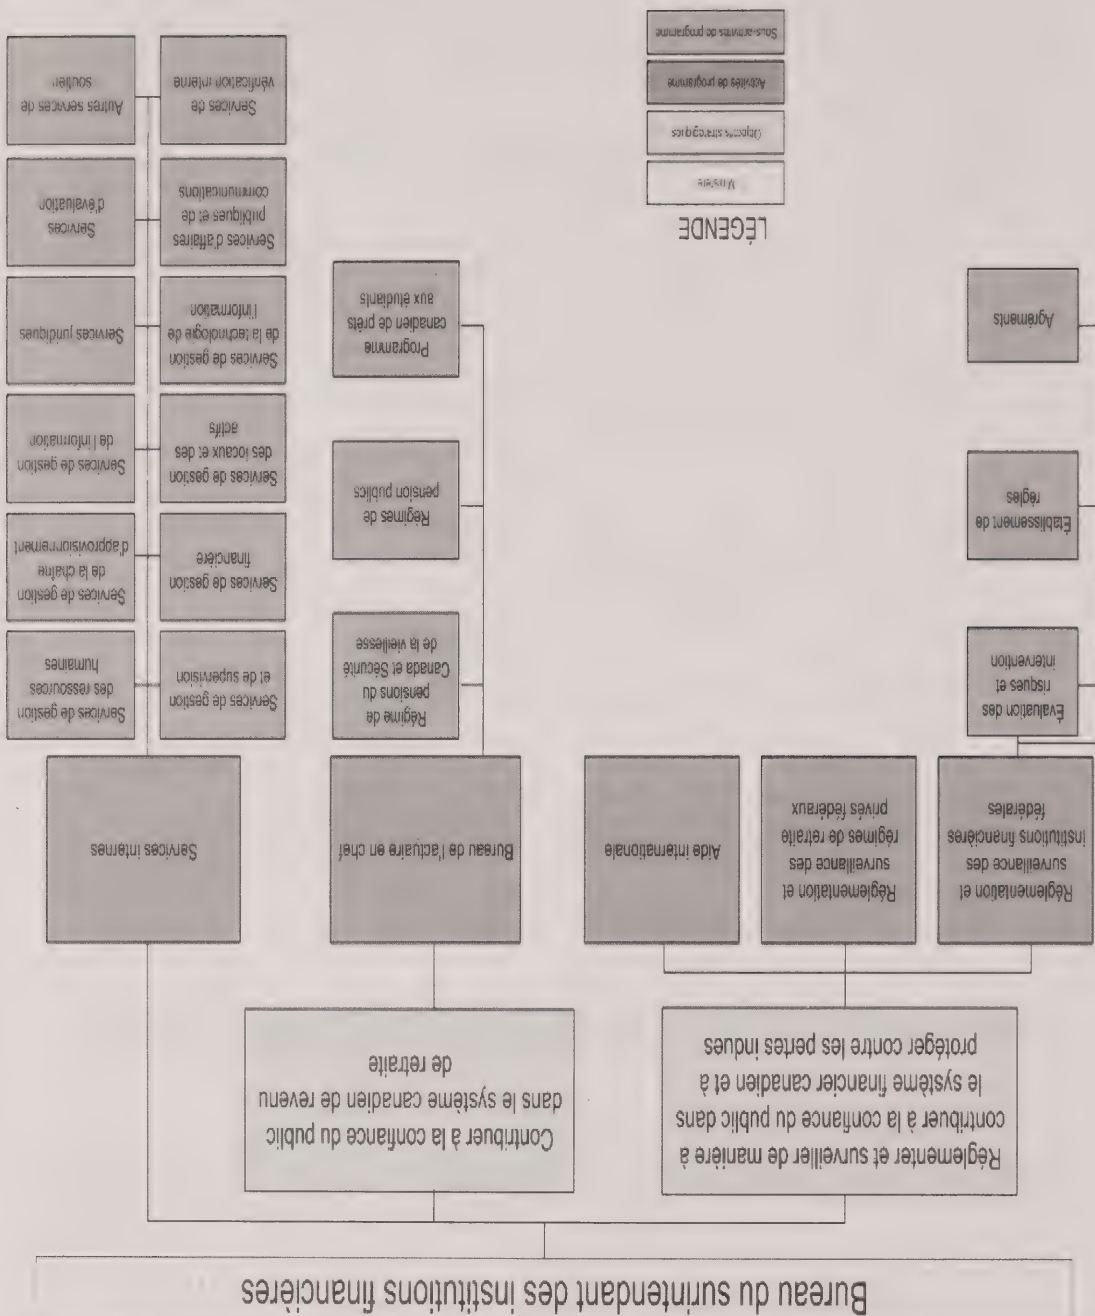 Bureau du surintendant des institutions financières
Réglementer et surveiller de manière à
contribuer à la confiance du public dans
le système financier canadien et à
protéger contre les pertes indues
Contribuer à la confiance du public
dans le système canadien de revenu
de retraite
Réglementation et
surveillance des
institutions financières
fédérales
Réglementation et
surveillance des
régimes de retraite
privés fédéraux
Aide internationale
Bureau de l'actuaire en chef
Services internes
Évaluation des
risques et
intervention
Établissement de
règles
Agréments
Régime de
pensions du
Canada et Sécurité
de la vieillesse
Régimes de
pension publics
Programme
canadien de prêts
aux étudiants
Services de gestion
et de supervision
Services de gestion
des ressources
humaines
Services de gestion
financière
Services de gestion
de la chaîne
d'approvisionnement
Services de gestion
des locaux et des
actifs
Services de gestion
de l'information
Services de gestion
de la technologie de
l'information
Services juridiques
Services d'affaires
publiques et de
communications
Services
d'évaluation
Services de
vérification interne
Autres services de
soutien
LÉGENDE
Ministère
Objectifs stratégiques
Activités de programme
Sous-activités de programme